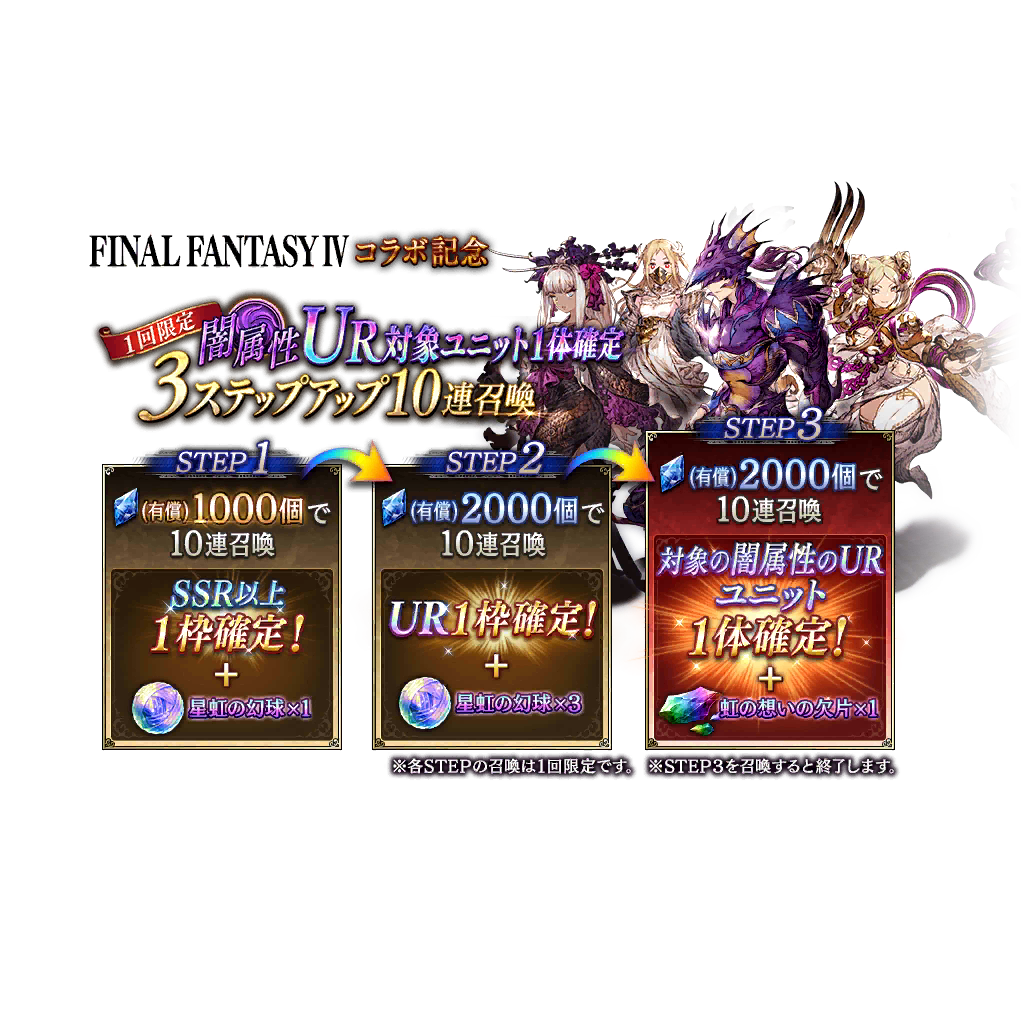 FINAL FANTASY IV コラボ記念
1回限定 闇属性UR対象ユニット1体確定
3ステップアップ10連召喚
STEP 1
(有償)1000個で
10連召喚
SSR以上
1枠確定!
+
星虹の幻球×1
STEP 2
(有償)2000個で
10連召喚
UR1枠確定!
+
星虹の幻球×3
STEP 3
(有償)2000個で
10連召喚
対象の闇属性のUR
ユニット
1体確定!
+
虹の想いの欠片×1
※各STEPの召喚は1回限定です。
※STEP3を召喚すると終了します。